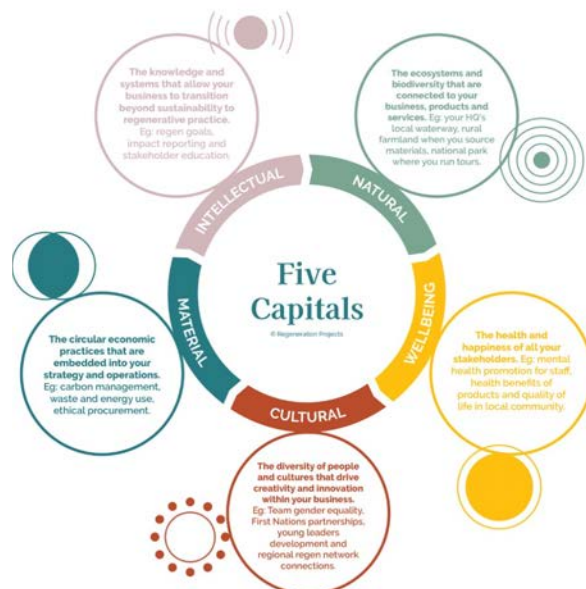 The knowledge and
systems that allow your
business to transition
beyond sustainability to
regenerative practice.
Eg: regen goals,
impact reporting and
stakeholder education.
The ecosystems and
biodiversity that are
connected to your
business, products and
services. Eg: your HQ's
local waterway, rural
farmland when you source
materials, national park
where you run tours.
INTELLECTUAL
NATURAL
Five
Capitals
© Regeneration Projects
MATERIAL
WELLBEING
CULTURAL
The circular economic
practices that are
embedded into your
strategy and operations.
Eg: carbon management,
waste and energy use,
ethical procurement.
The health and
happiness of all your
stakeholders. Eg: mental
health promotion for staff,
health benefits of
products and quality of
life in local community.
The diversity of people
and cultures that drive
creativity and innovation
within your business.
Eg: Team gender equality,
First Nations partnerships,
young leaders
development and
regional regen network
connections.